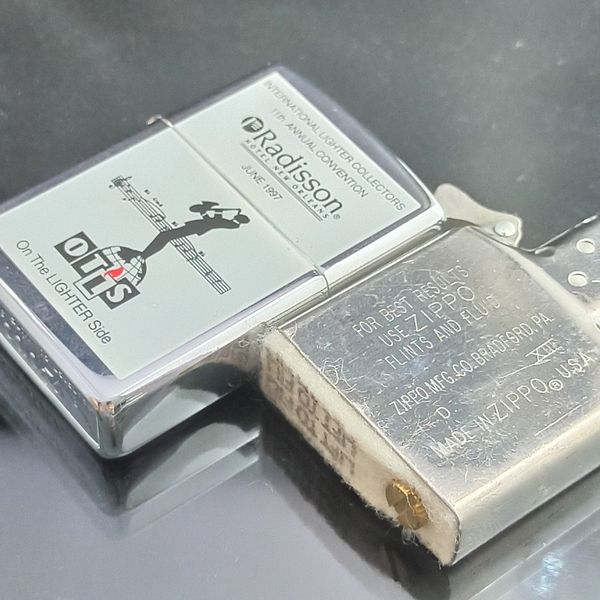 INTERNATIONAL LIGHTER COLLECTORS
11th ANNUAL CONVENTION
Radisson®
HOTEL NEW ORLEANS
JUNE 1997
OTLS
On The LIGHTER Side
FOR BEST RESULTS
USE ZIPPO
FLINTS AND FLUID
ZIPPO.MFG.CO.BRADFORD.PA.
D XIII
MADE IN ZIPPO® U.S.A.